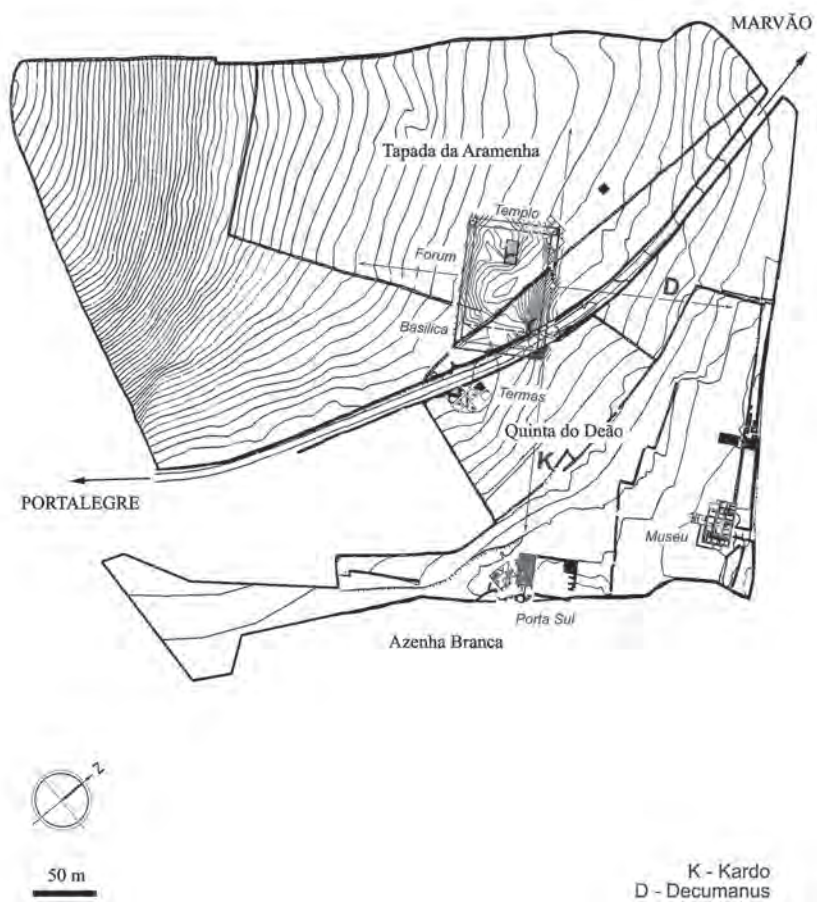 MARVÃO
Tapada da Aramenha
Templo
Forum
D
Basílica
Termas
Quinta do Deão
K
PORTALEGRE
Museu
Porta Sul
Azenha Branca
N
50 m
K - Kardo
D - Decumanus